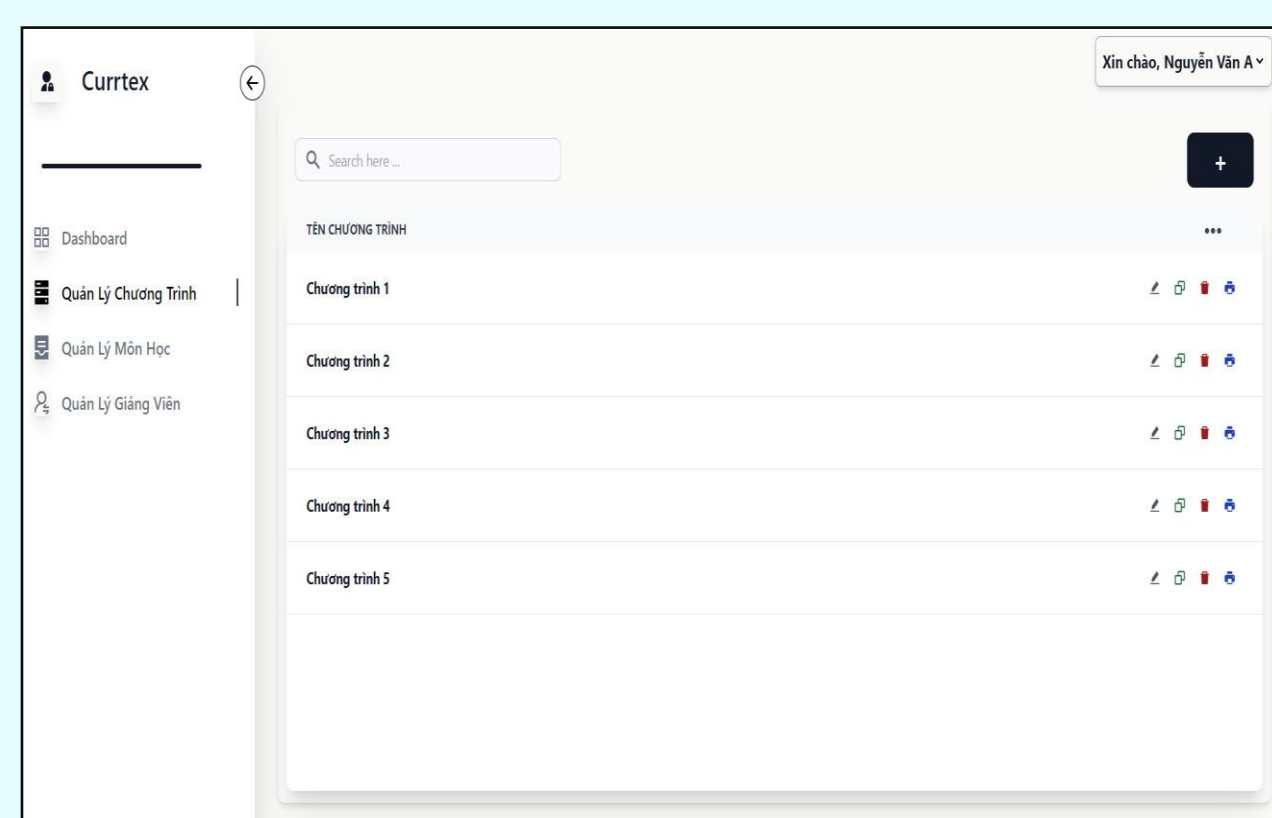 Currtex
Xin chào, Nguyễn Văn A
Search here ...
+
Dashboard
Quản Lý Chương Trình
Quản Lý Môn Học
Quản Lý Giảng Viên
TÊN CHƯƠNG TRÌNH
Chương trình 1
Chương trình 2
Chương trình 3
Chương trình 4
Chương trình 5